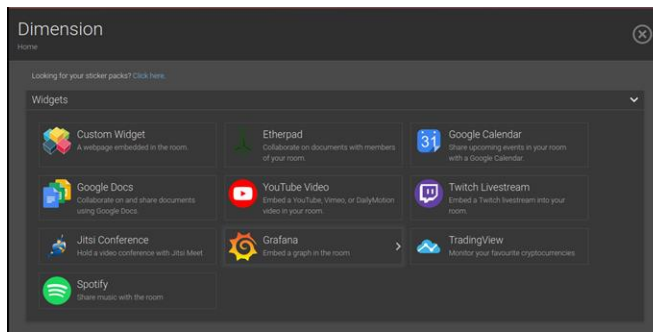 Dimension
Home
Looking for your sticker packs? Click here.
Widgets
Custom Widget
A webpage embedded in the room.
Etherpad
Collaborate on documents with members
of your room.
Google Calendar
Share upcoming events in your room
with a Google Calendar.
31
Google Docs
Collaborate on and share documents
using Google Docs.
YouTube Video
Embed a YouTube, Vimeo, or DailyMotion
video in your room.
Twitch Livestream
Embed a Twitch livestream into your
room.
Jitsi Conference
Hold a video conference with Jitsi Meet
Grafana
Embed a graph in the room
TradingView
Monitor your favourite cryptocurrencies
Spotify
Share music with the room